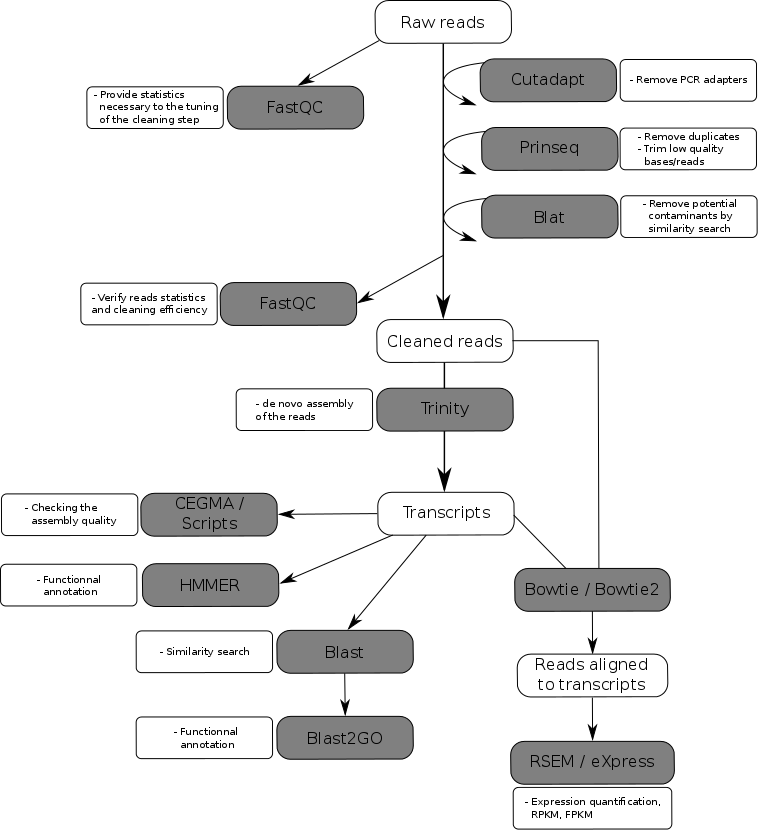 Raw reads
Cutadapt
- Remove PCR adapters
- Provide statistics
necessary to the tuning
of the cleaning step
FastQC
Prinseq
- Remove duplicates
- Trim low quality
bases/reads
Blat
- Remove potential
contaminants by
similarity search
- Verify reads statistics
and cleaning efficiency
FastQC
Cleaned reads
- de novo assembly
of the reads
Trinity
- Checking the
assembly quality
CEGMA /
Scripts
Transcripts
- Functionnal
annotation
HMMER
Bowtie / Bowtie2
- Similarity search
Blast
Reads aligned
to transcripts
- Functionnal
annotation
Blast2GO
RSEM / eXpress
- Expression quantification,
RPKM, FPKM